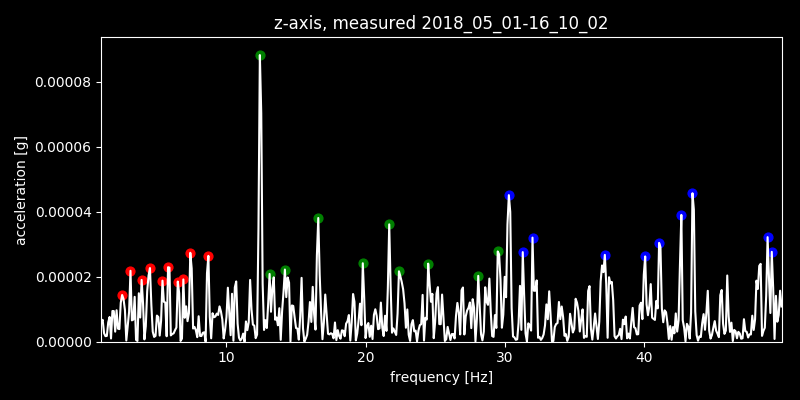 z-axis, measured 2018_05_01-16_10_02
acceleration [g]
0.00008
0.00006
0.00004
0.00002
0.00000
10 20 30 40
frequency [Hz]